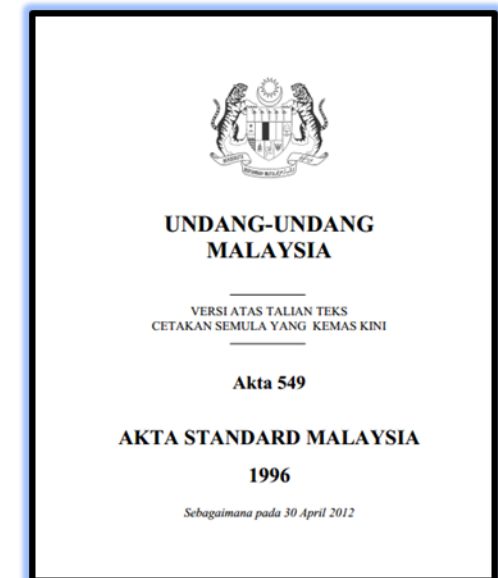 UNDANG-UNDANG
MALAYSIA
VERSI ATAS TALIAN TEKS
CETAKAN SEMULA YANG KEMAS KINI
Akta 549
AKTA STANDARD MALAYSIA
1996
Sebagaimana pada 30 April 2012